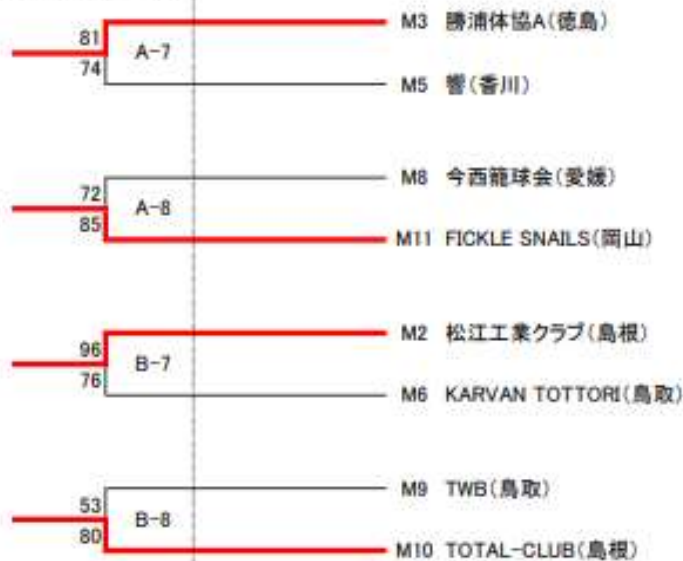 81
A-7
74
M3 勝浦体協A(徳島)
M5 響(香川)
72
A-8
85
M8 今西籠球会(愛媛)
M11 FICKLE SNAILS(岡山)
96
B-7
76
M2 松江工業クラブ(島根)
M6 KARVAN TOTTORI(鳥取)
53
B-8
80
M9 TWB(鳥取)
M10 TOTAL-CLUB(島根)